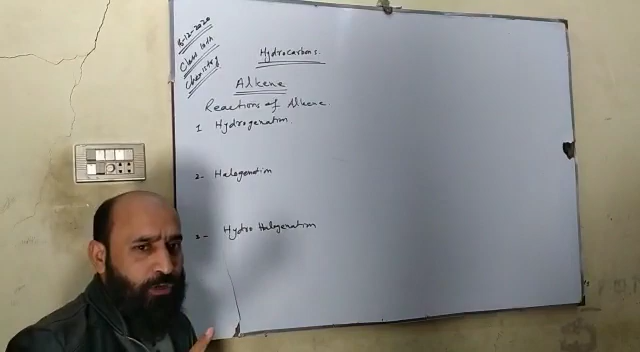 8-12-2020
Class 10th
Chemistry
Hydrocarbons.
Alkene
Reactions of Alkene
1 Hydrogenation
2- Halogenation
3- Hydro Halogenation